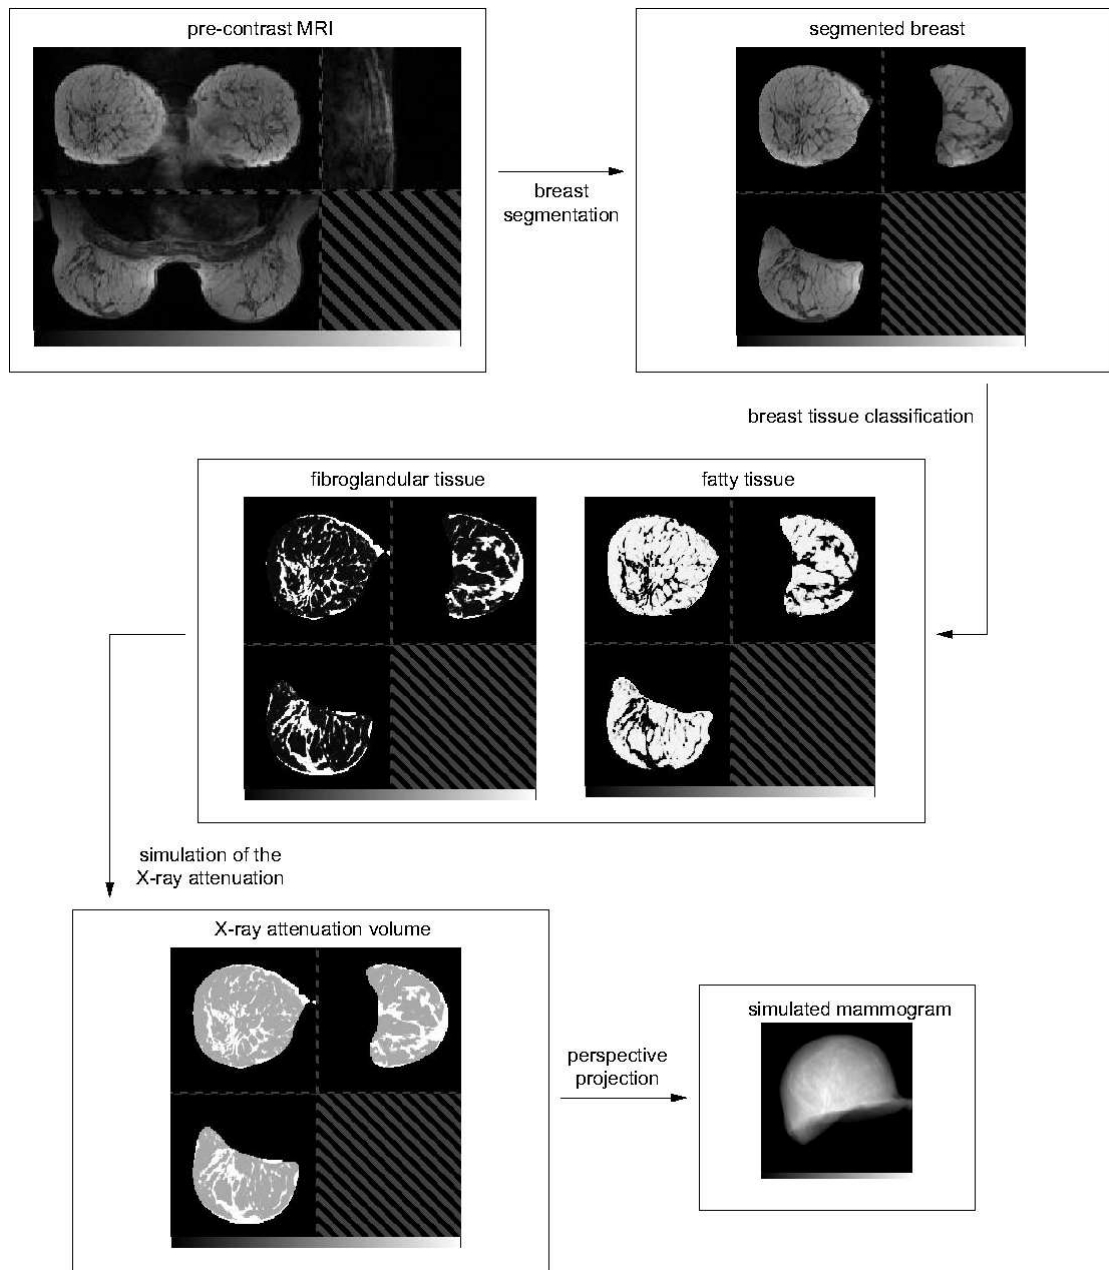 pre-contrast MRI
segmented breast
breast
segmentation
breast tissue classification
fibroglandular tissue
fatty tissue
simulation of the
X-ray attenuation
X-ray attenuation volume
simulated mammogram
perspective
projection